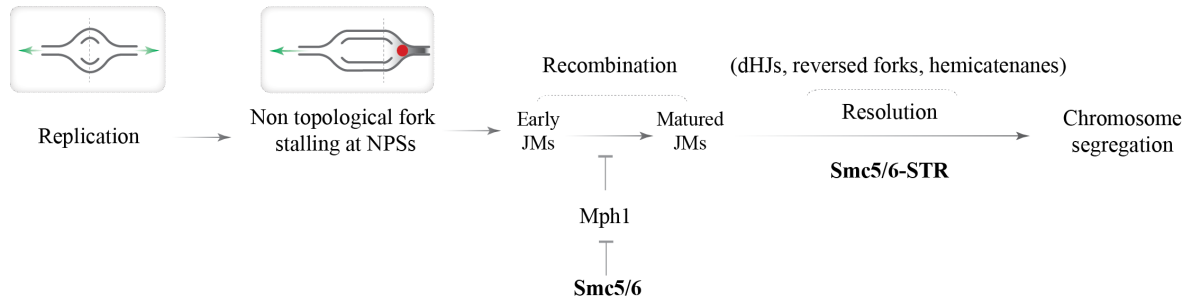 Replication
Non topological fork
stalling at NPSs
Recombination
Early
JMs
Matured
JMs
(dHJs, reversed forks, hemicatenanes)
Resolution
Smc5/6-STR
Chromosome
segregation
Mph1
Smc5/6